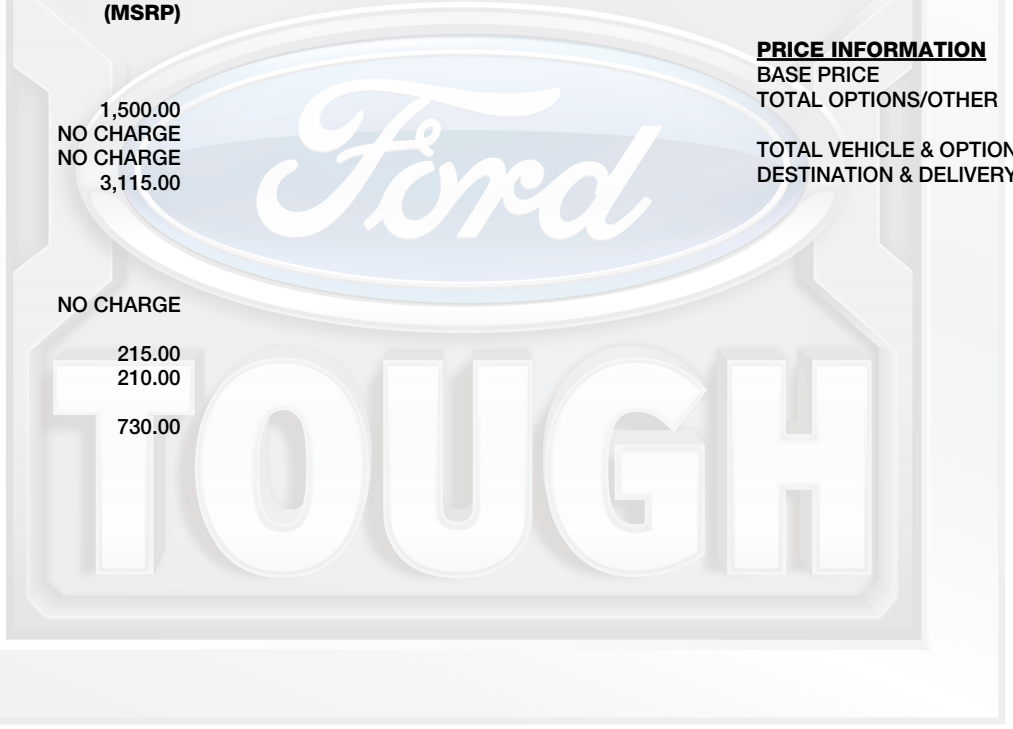 (MSRP)
1,500.00
NO CHARGE
NO CHARGE
3,115.00
NO CHARGE
215.00
210.00
730.00
PRICE INFORMATION
BASE PRICE
TOTAL OPTIONS/OTHER
TOTAL VEHICLE & OPTION
DESTINATION & DELIVERY
Ford
TOUGH